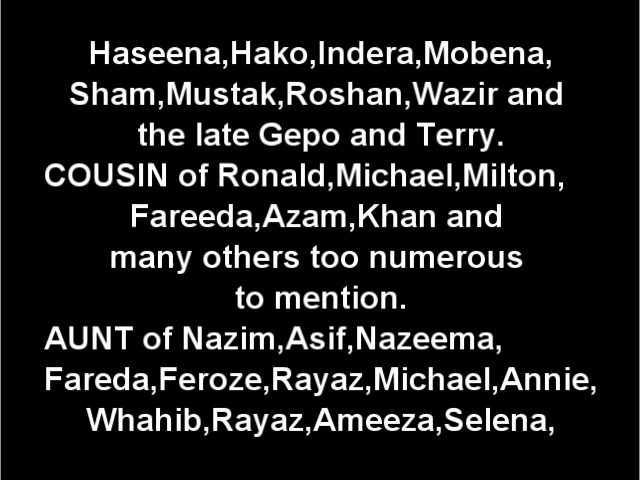 Haseena,Hako,Indera,Mobena,
Sham,Mustak,Roshan,Wazir and
the late Gepo and Terry.
COUSIN of Ronald,Michael,Milton,
Fareeda,Azam,Khan and
many others too numerous
to mention.
AUNT of Nazim,Asif,Nazeema,
Fareda,Feroze,Rayaz,Michael,Annie,
Whahib,Rayaz,Ameeza,Selena,